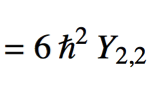 = 6 ħ² Y₂,₂